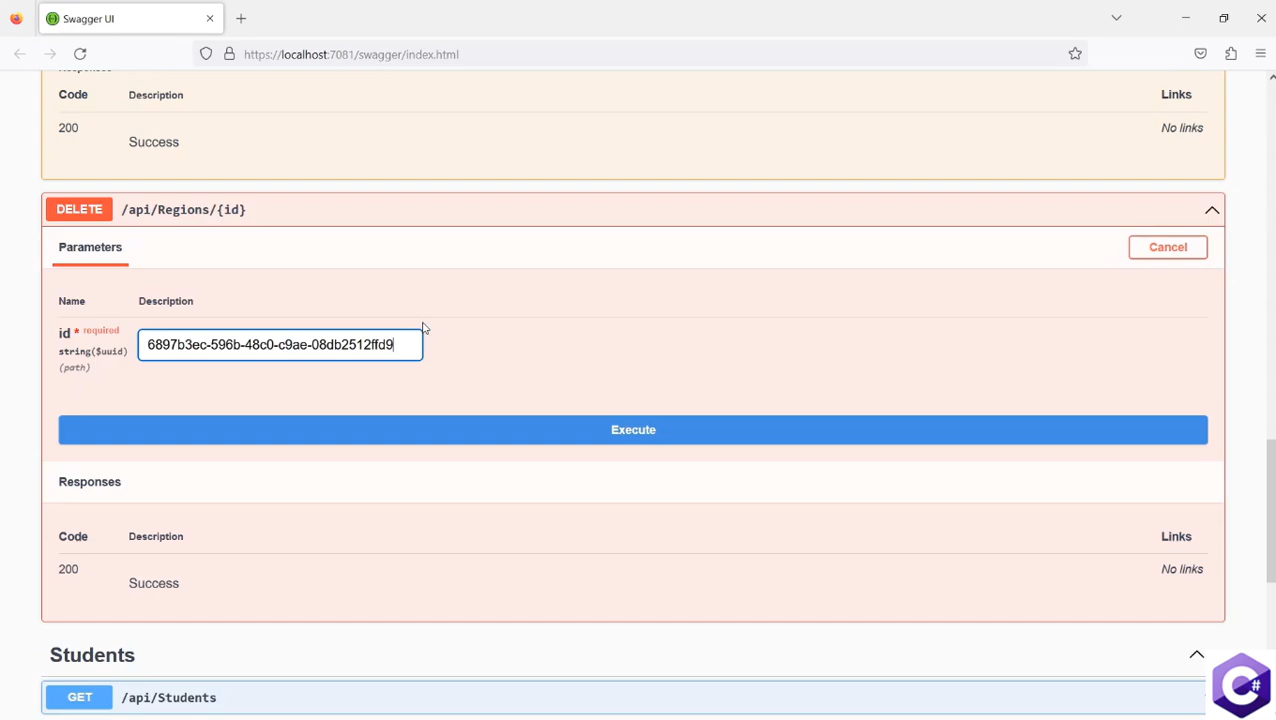 Swagger UI
https://localhost:7081/swagger/index.html
Responses
Code Description Links
200 Success No links
DELETE /api/Regions/{id}
Parameters Cancel
Name Description
id * required
string($uuid)
(path)
6897b3ec-596b-48c0-c9ae-08db2512ffd9
Execute
Responses
Code Description Links
200 Success No links
Students
GET /api/Students
C#